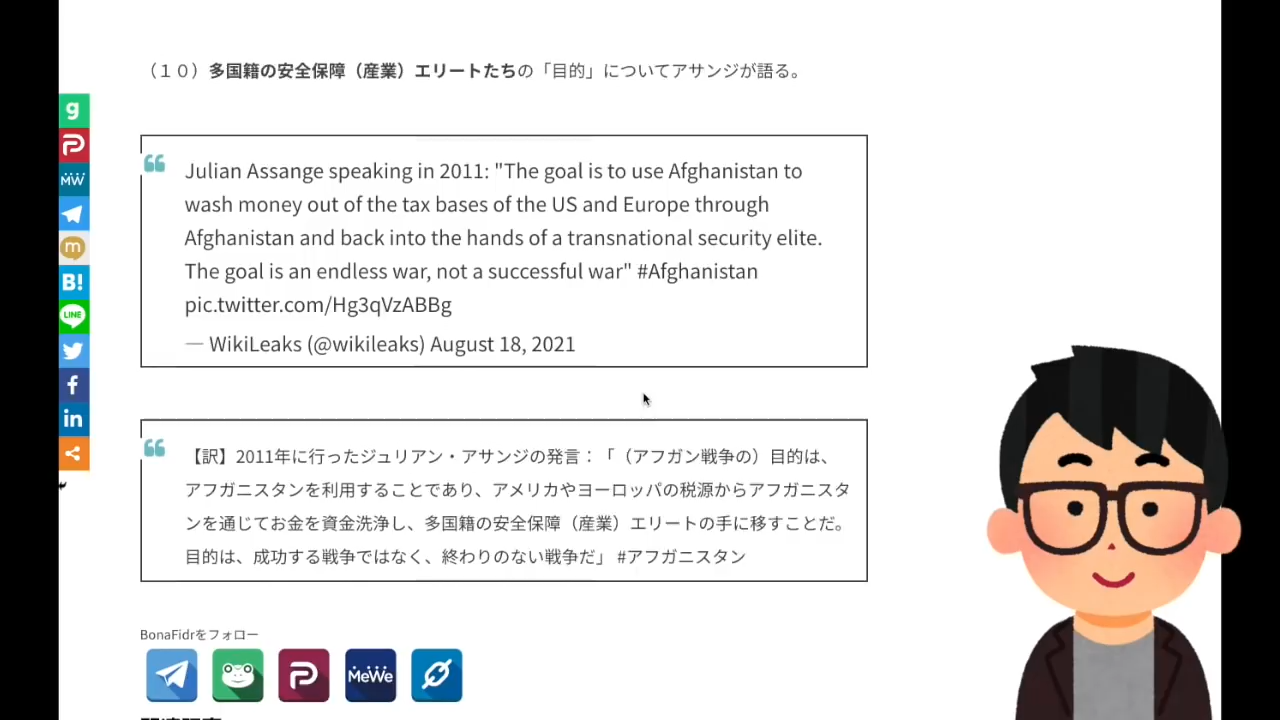 （１０）多国籍の安全保障（産業）エリートたちの「目的」についてアサンジが語る。
g
MW
m
B!
LINE
f
in
Julian Assange speaking in 2011: "The goal is to use Afghanistan to
wash money out of the tax bases of the US and Europe through
Afghanistan and back into the hands of a transnational security elite.
The goal is an endless war, not a successful war" #Afghanistan
pic.twitter.com/Hg3qVzABBg
— WikiLeaks (@wikileaks) August 18, 2021
【訳】2011年に行ったジュリアン・アサンジの発言：「（アフガン戦争の）目的は、
アフガニスタンを利用することであり、アメリカやヨーロッパの税源からアフガニスタ
ンを通じてお金を資金洗浄し、多国籍の安全保障（産業）エリートの手に移すことだ。
目的は、成功する戦争ではなく、終わりのない戦争だ」 #アフガニスタン
BonaFidrをフォロー
MeWe